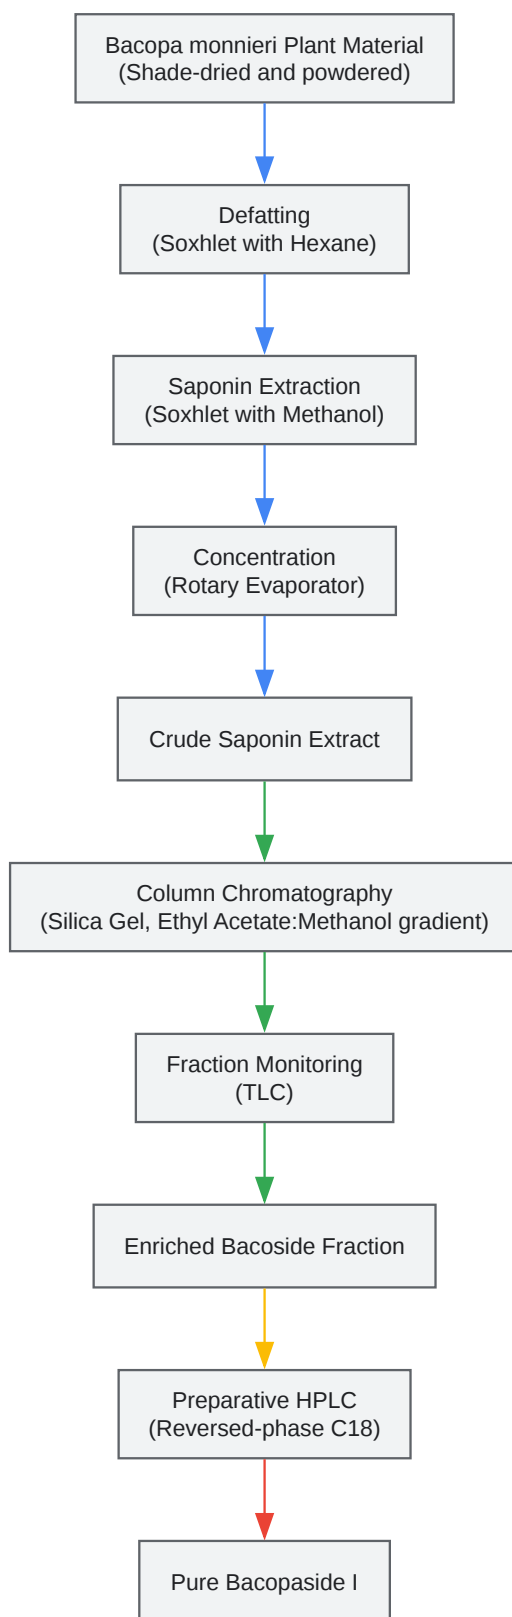 Bacopa monnieri Plant Material
(Shade-dried and powdered)
Defatting
(Soxhlet with Hexane)
Saponin Extraction
(Soxhlet with Methanol)
Concentration
(Rotary Evaporator)
Crude Saponin Extract
Column Chromatography
(Silica Gel, Ethyl Acetate:Methanol gradient)
Fraction Monitoring
(TLC)
Enriched Bacoside Fraction
Preparative HPLC
(Reversed-phase C18)
Pure Bacopaside I